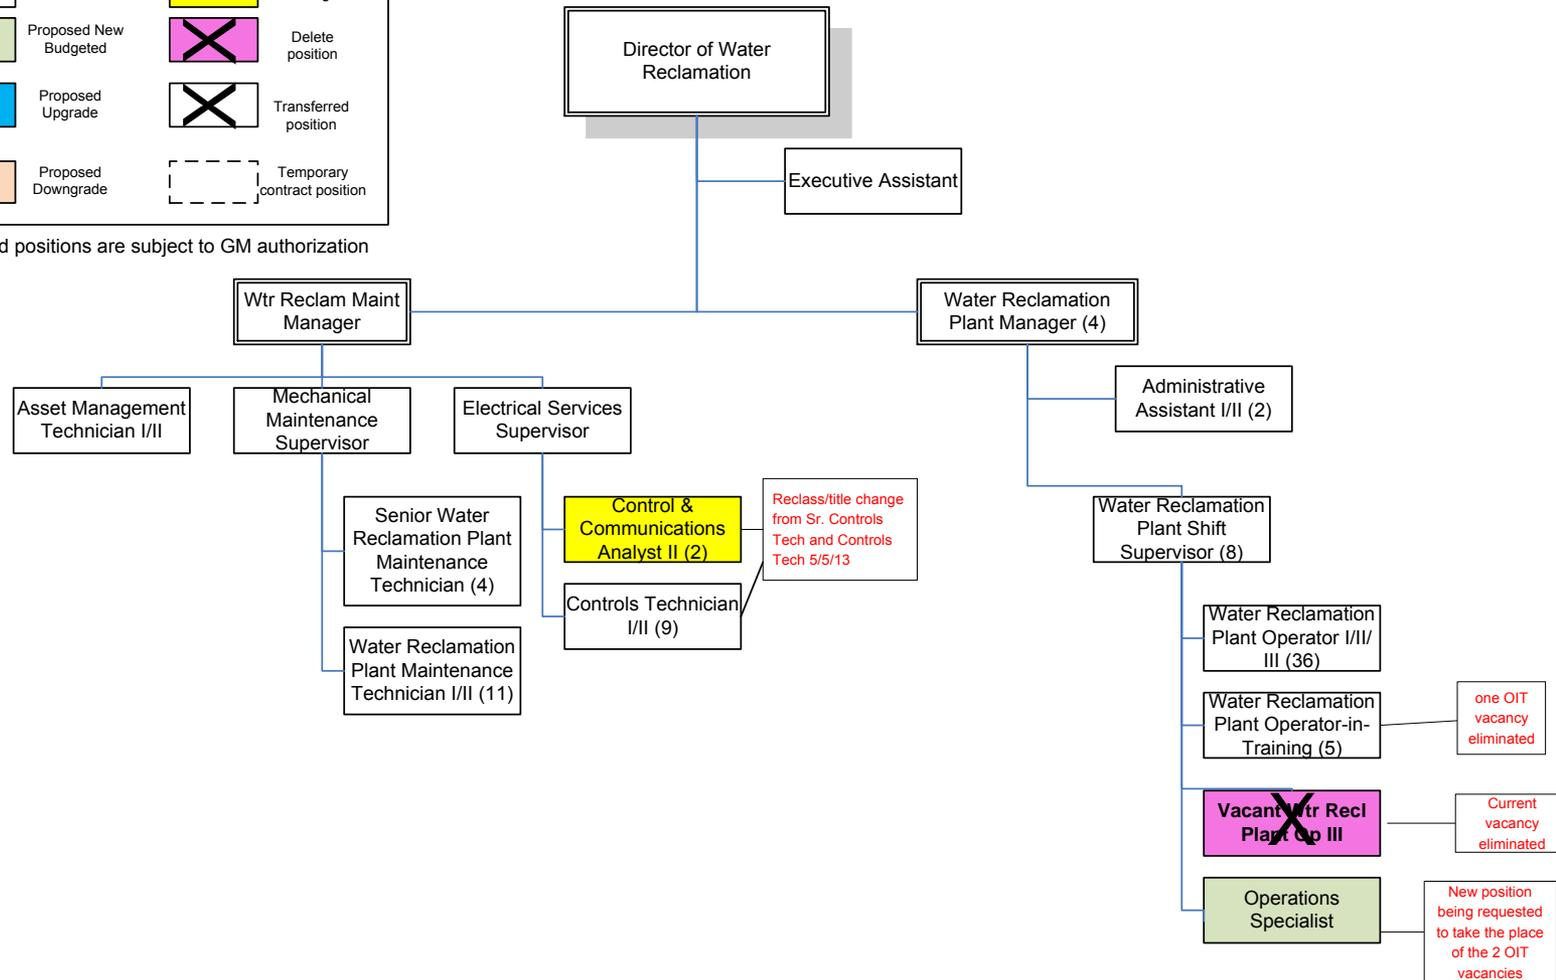 Proposed New
Budgeted
Delete
position
Proposed
Upgrade
Transferred
position
Proposed
Downgrade
Temporary
contract position
d positions are subject to GM authorization
Director of Water
Reclamation
Executive Assistant
Wtr Reclam Maint
Manager
Water Reclamation
Plant Manager (4)
Asset Management
Technician I/II
Mechanical
Maintenance
Supervisor
Electrical Services
Supervisor
Administrative
Assistant I/II (2)
Senior Water
Reclamation Plant
Maintenance
Technician (4)
Water Reclamation
Plant Maintenance
Technician I/II (11)
Control &
Communications
Analyst II (2)
Controls Technician
I/II (9)
Reclass/title change
from Sr. Controls
Tech and Controls
Tech 5/5/13
Water Reclamation
Plant Shift
Supervisor (8)
Water Reclamation
Plant Operator I/II/
III (36)
Water Reclamation
Plant Operator-in-
Training (5)
one OIT
vacancy
eliminated
Vacant Wtr Recl
Plant Op III
Current
vacancy
eliminated
Operations
Specialist
New position
being requested
to take the place
of the 2 OIT
vacancies